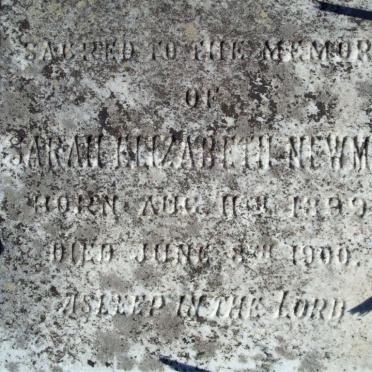 SACRED TO THE MEMOR
OF
SARAH ELIZABETH NEWM
BORN AUG. 11TH 1899
DIED JUNE 8TH 1900.
ASLEEP IN THE LORD